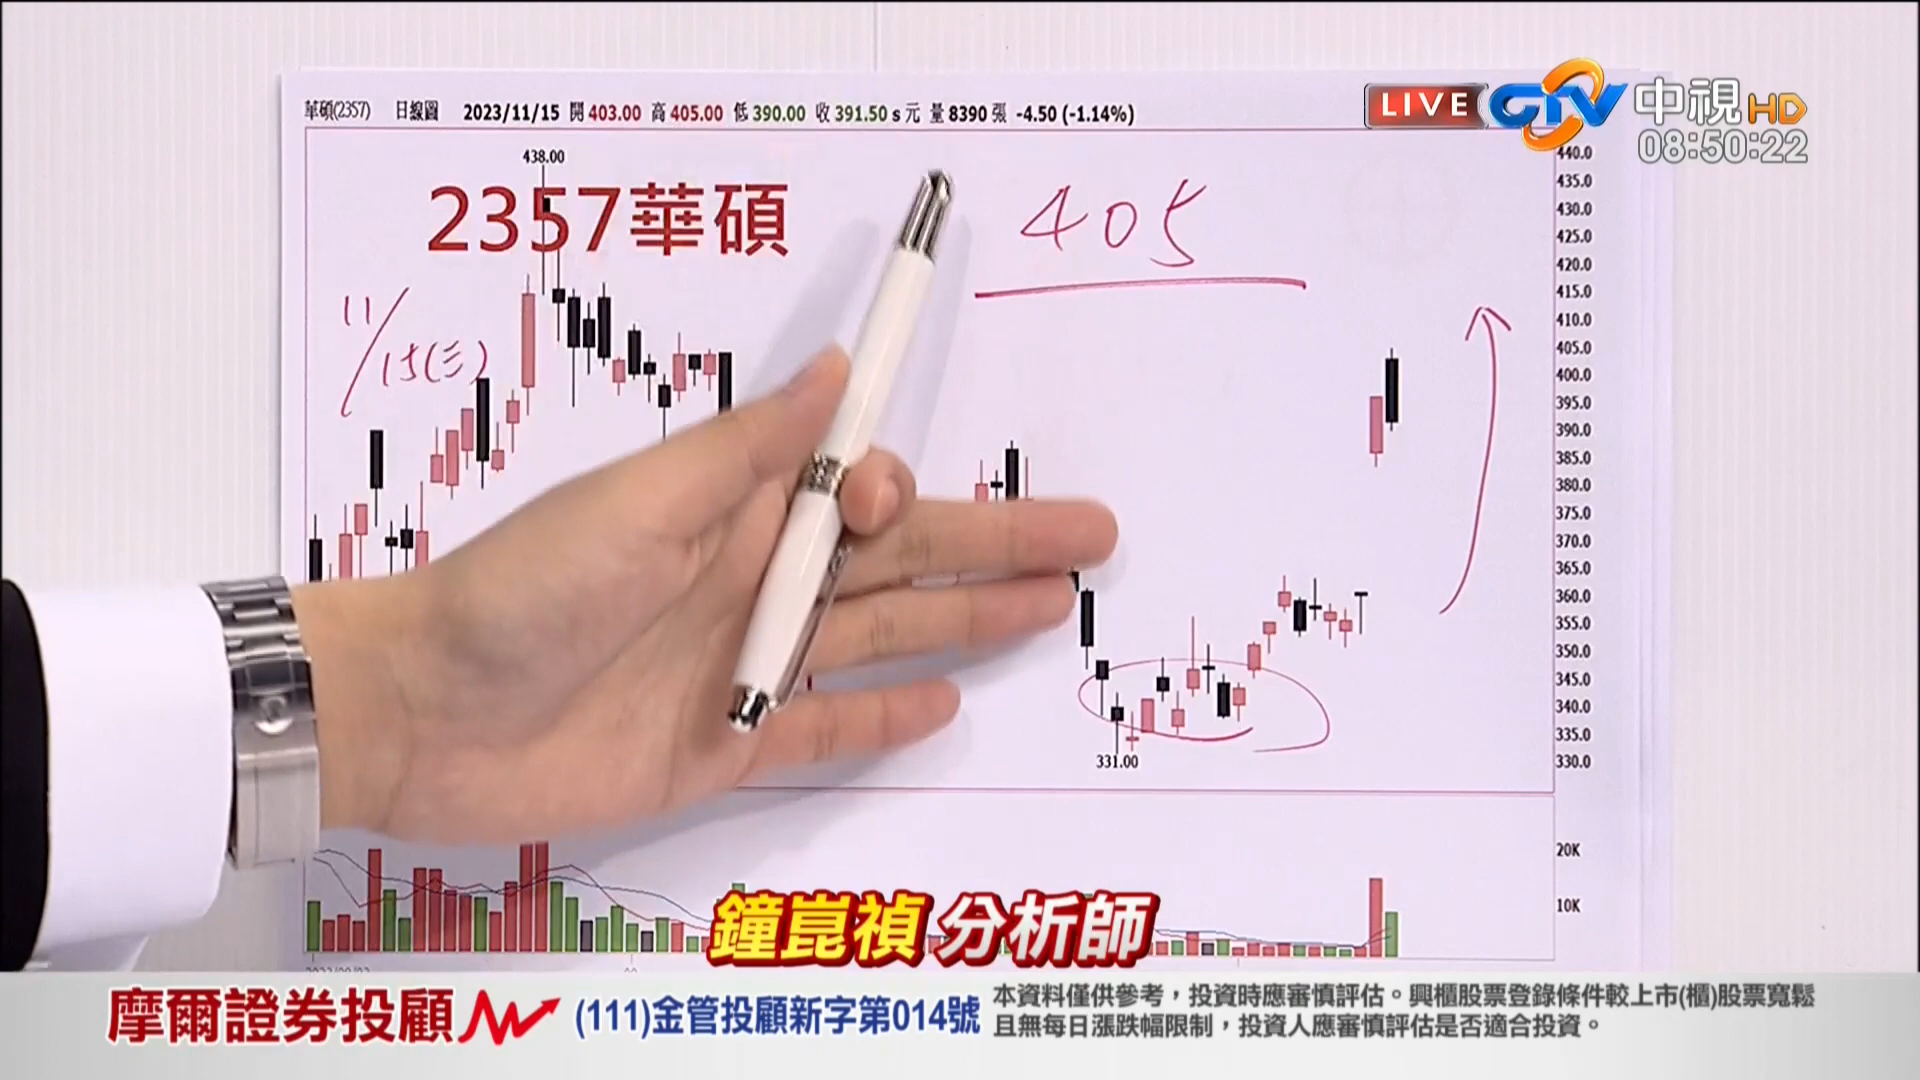 華碩(2357) 日線圖 2023/11/15 開 403.00 高 405.00 低 390.00 收 391.50 s 元 量 8390 張 -4.50 (-1.14%)
LIVE CTV 中視 HD
08:50:22
438.00
2357華碩
405
11/15(三)
440.0
435.0
430.0
425.0
420.0
415.0
410.0
405.0
400.0
395.0
390.0
385.0
380.0
375.0
370.0
365.0
360.0
355.0
350.0
345.0
340.0
335.0
330.0
331.00
20K
10K
鐘崑禎 分析師
摩爾證券投顧 (111)金管投顧新字第014號
本資料僅供參考，投資時應審慎評估。興櫃股票登錄條件較上市(櫃)股票寬鬆
且無每日漲跌幅限制，投資人應審慎評估是否適合投資。